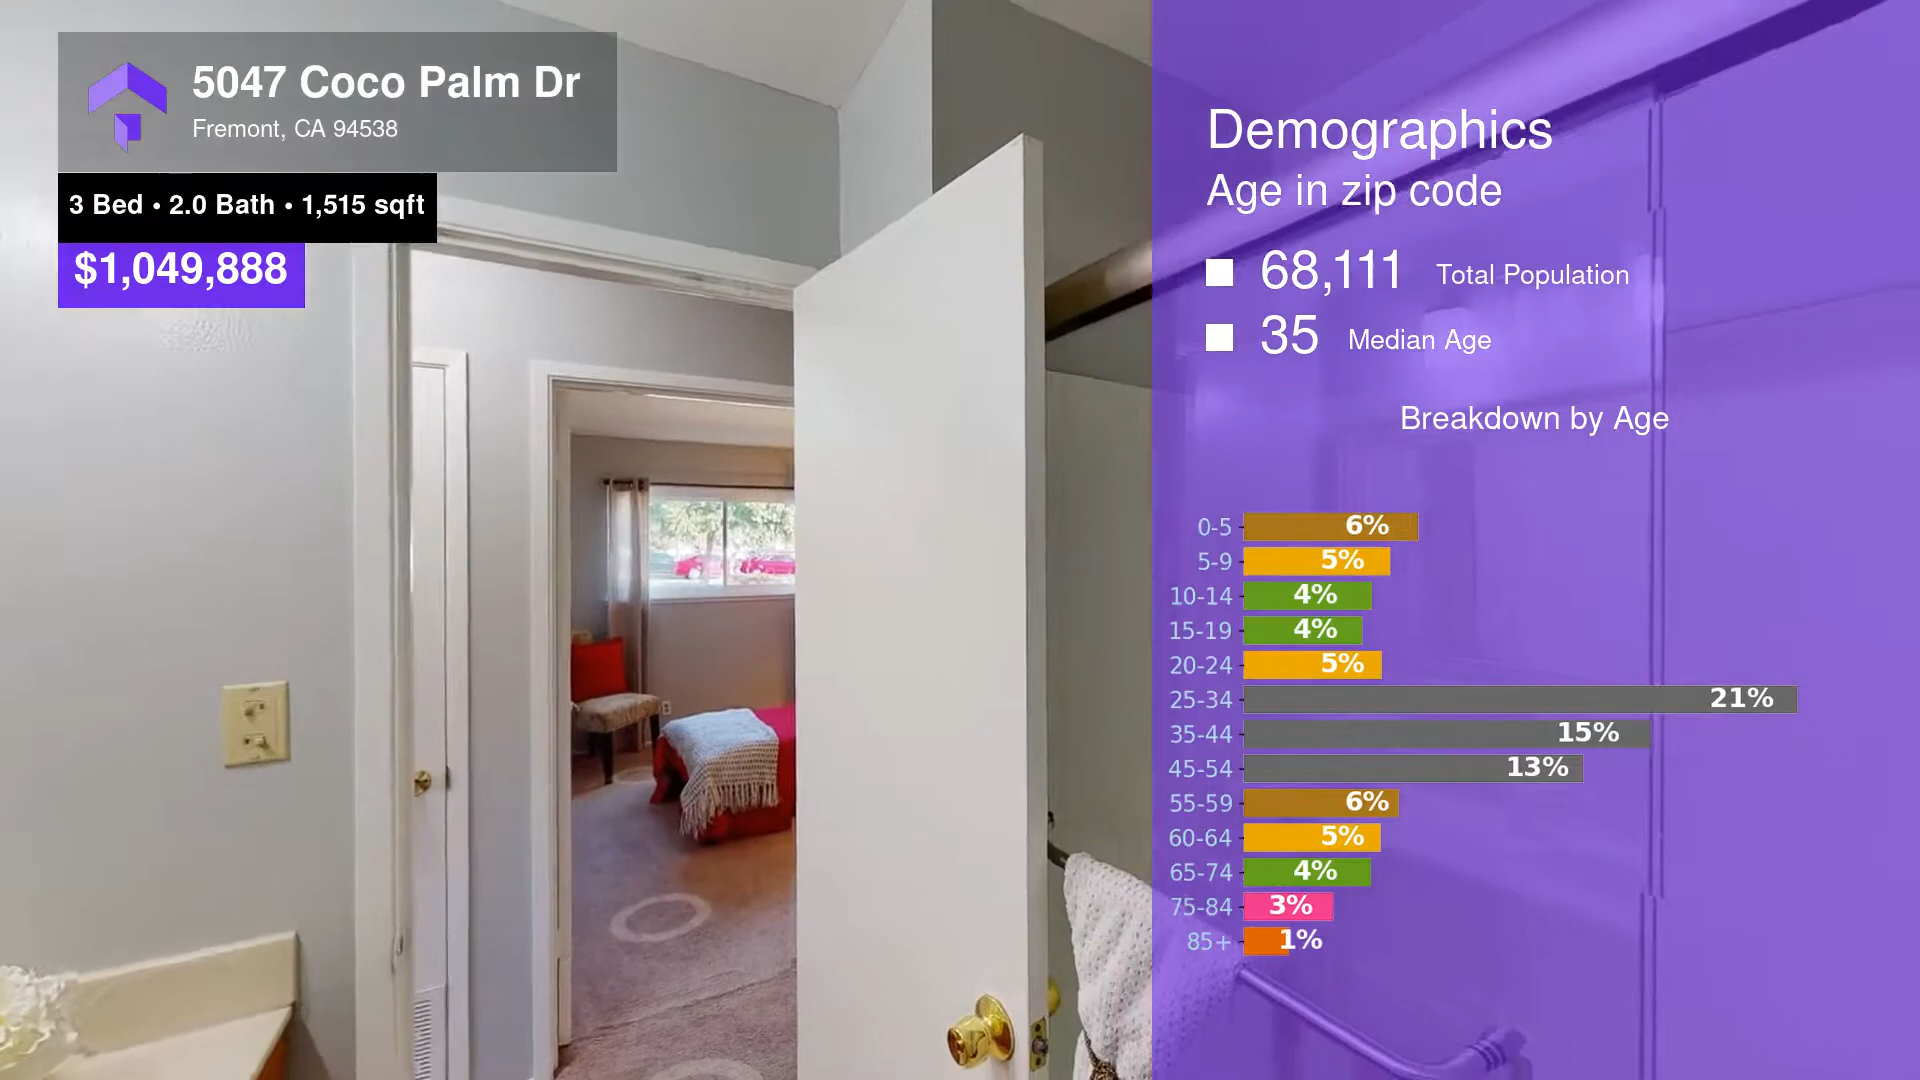 5047 Coco Palm Dr
Fremont, CA 94538
3 Bed • 2.0 Bath • 1,515 sqft
$1,049,888
Demographics
Age in zip code
68,111 Total Population
35 Median Age
Breakdown by Age
0-5 6%
5-9 5%
10-14 4%
15-19 4%
20-24 5%
25-34 21%
35-44 15%
45-54 13%
55-59 6%
60-64 5%
65-74 4%
75-84 3%
85+ 1%